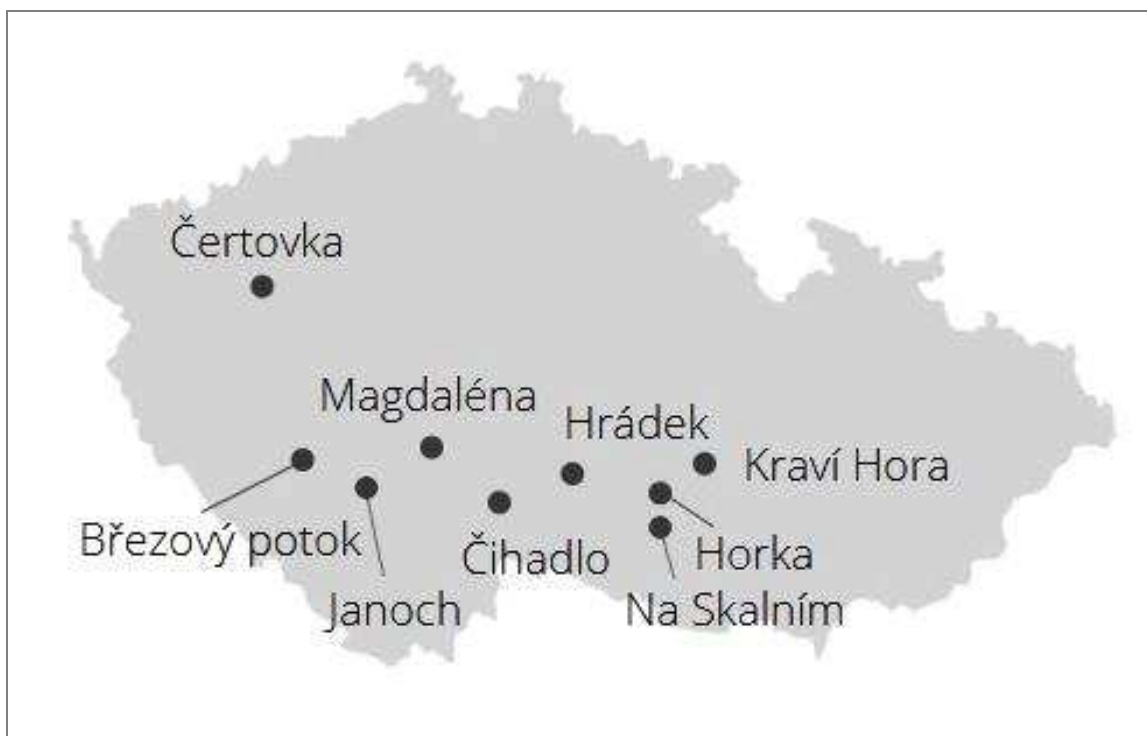 Čertovka
Magdaléna
Hrádek
Kraví Hora
Březový potok
Čihadlo
Horka
Janoch
Na Skalním